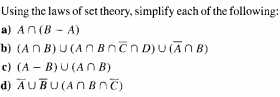 Using the laws of set theory, simplify each of the following:
a) A ∩ (B − A)
b) (A ∩ B) ∪ (A ∩ B ∩ C̅ ∩ D) ∪ (A̅ ∩ B)
c) (A − B) ∪ (A ∩ B)
d) A̅ ∪ B̅ ∪ (A ∩ B ∩ C̅)